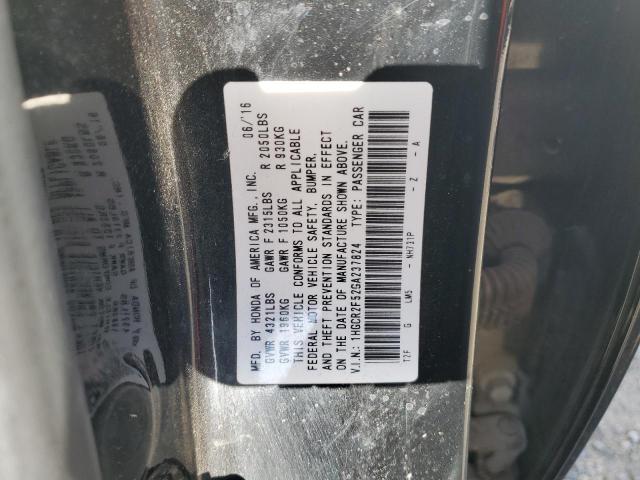 MFD. BY HONDA OF AMERICA MFG., INC. 06/'16
GVWR 4321LBS GAWR F 2315LBS R 2050LBS
GVWR 1960KG GAWR F 1050KG R 930KG
THIS VEHICLE CONFORMS TO ALL APPLICABLE
FEDERAL MOTOR VEHICLE SAFETY, BUMPER,
AND THEFT PREVENTION STANDARDS IN EFFECT
ON THE DATE OF MANUFACTURE SHOWN ABOVE.
V.I.N.: 1HGCR2F52GA237824 TYPE: PASSENGER CAR
T2F G LM5 - NH731P - Z - A